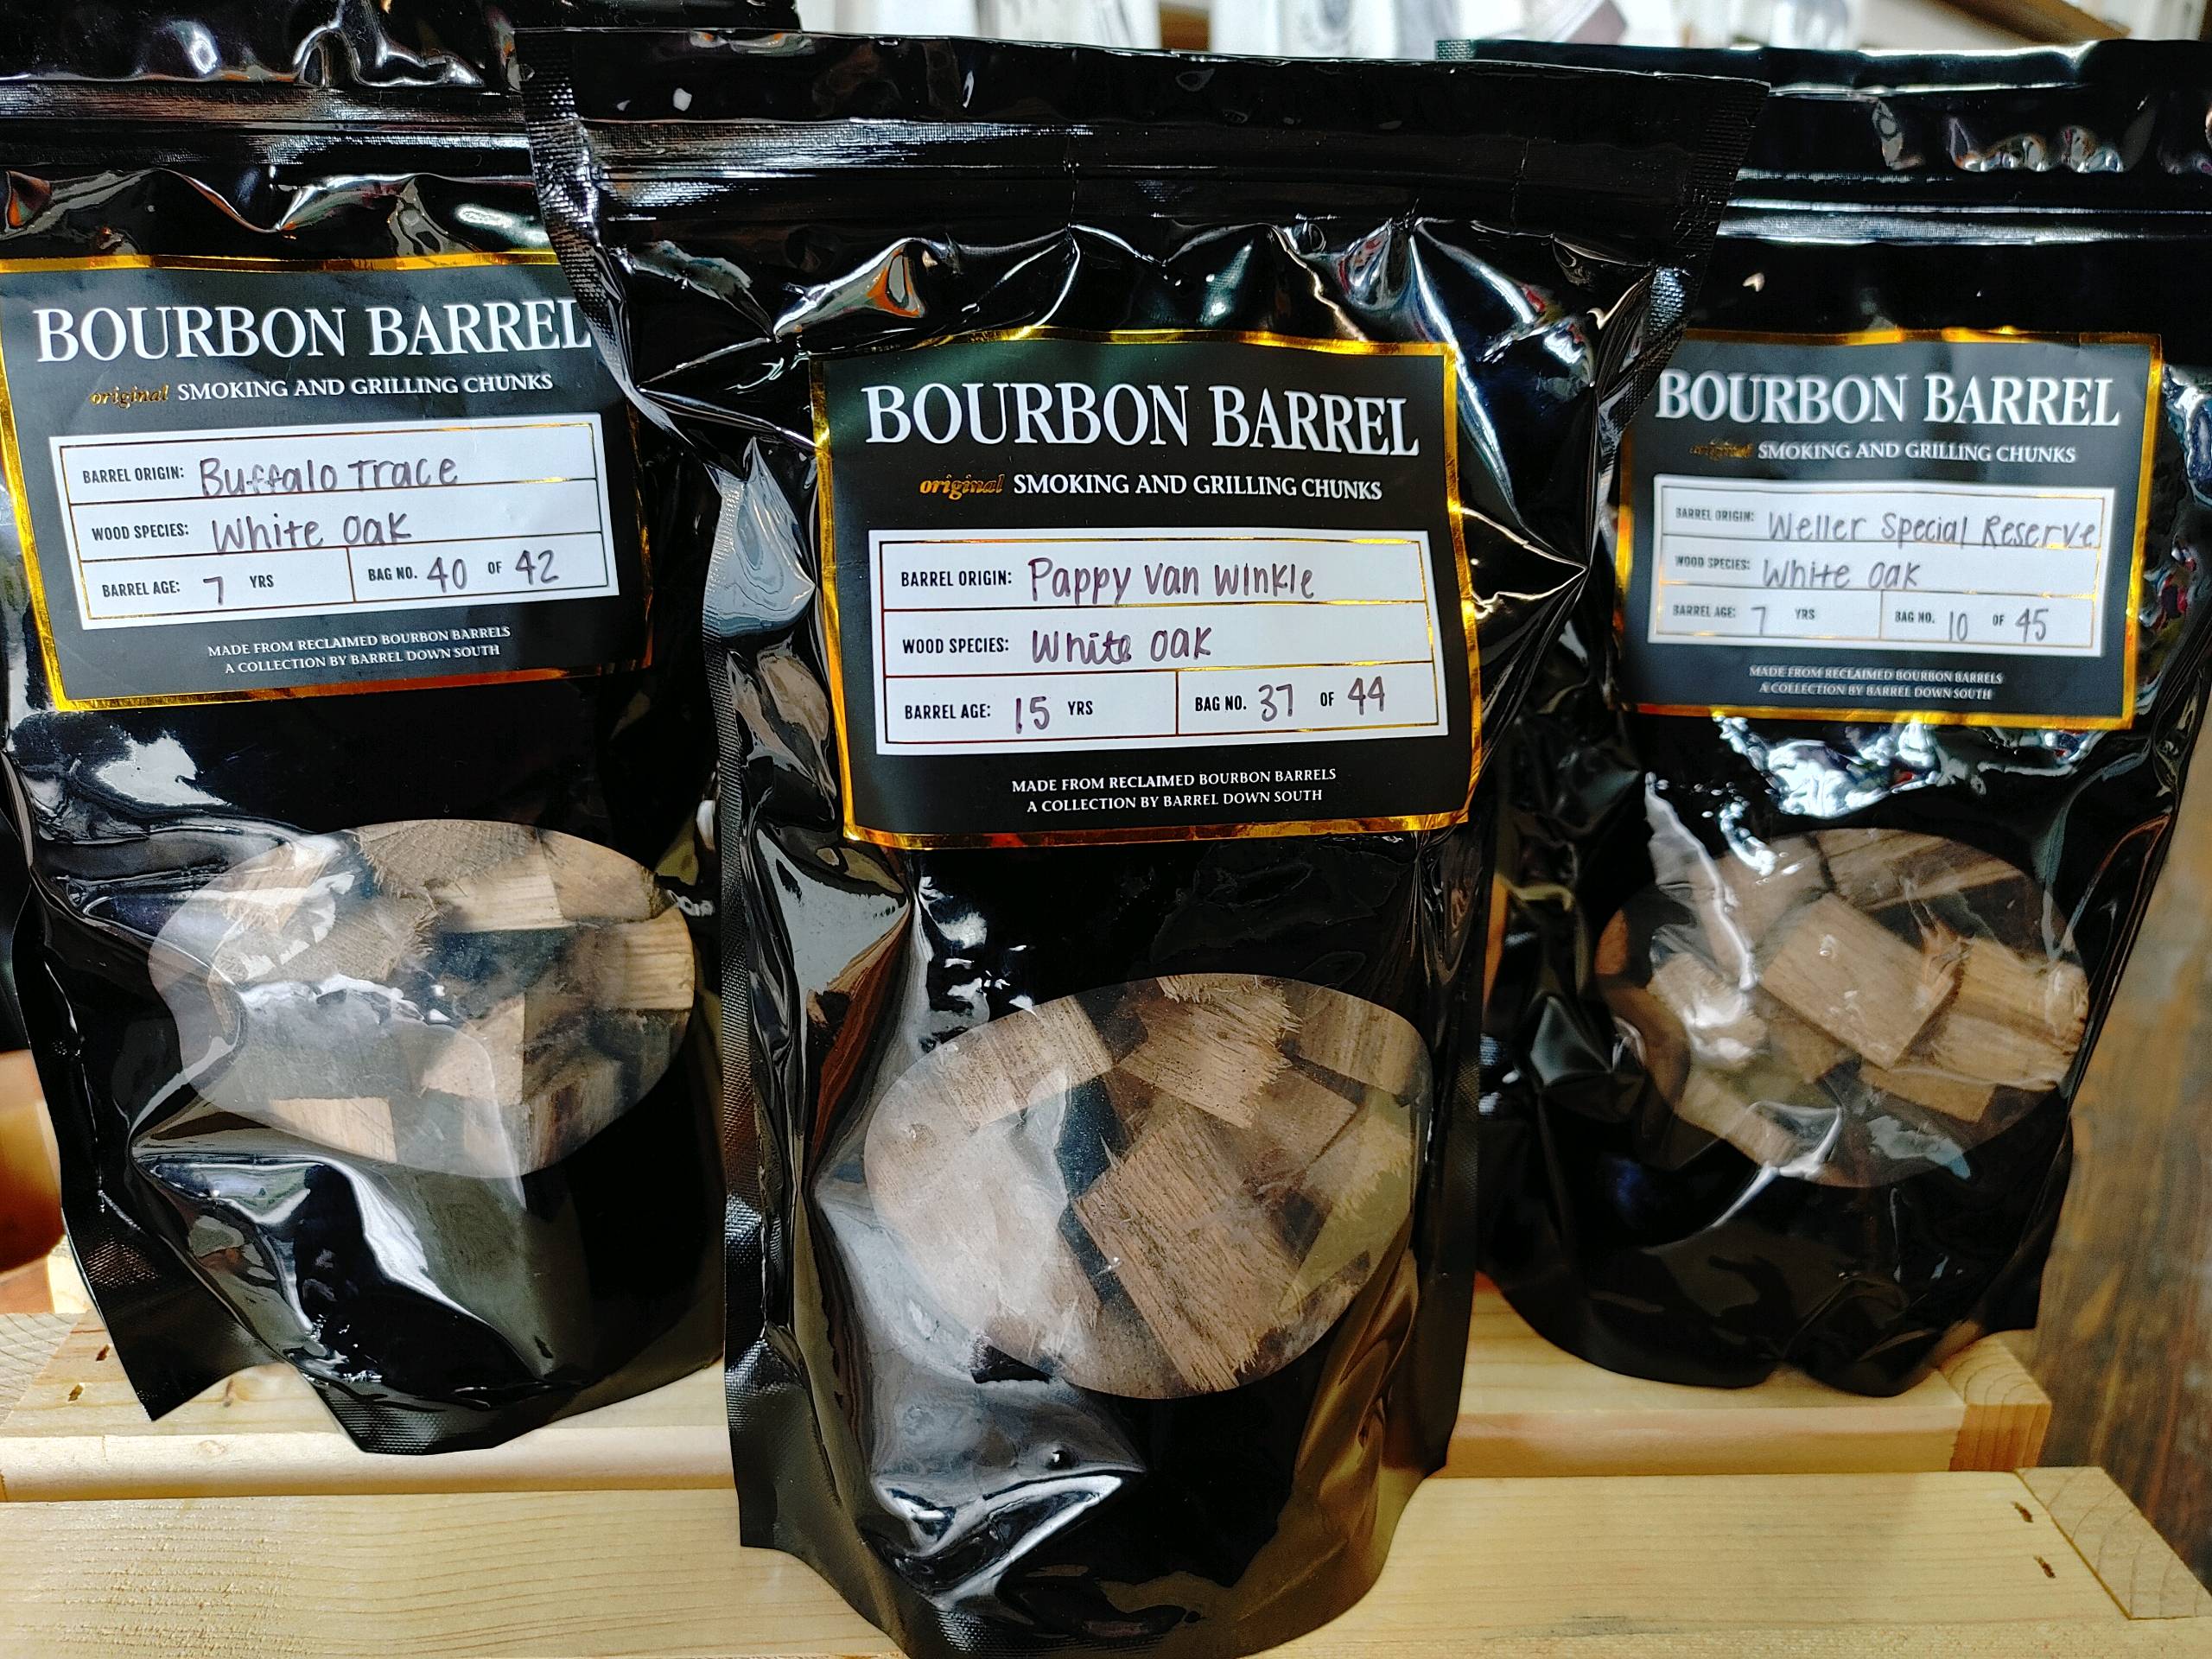 BOURBON BARREL
original SMOKING AND GRILLING CHUNKS
BARREL ORIGIN: Buffalo Trace
WOOD SPECIES: White Oak
BARREL AGE: 7 YRS BAG NO. 40 OF 42
MADE FROM RECLAIMED BOURBON BARRELS
A COLLECTION BY BARREL DOWN SOUTH
BOURBON BARREL
original SMOKING AND GRILLING CHUNKS
BARREL ORIGIN: Pappy Van Winkle
WOOD SPECIES: White Oak
BARREL AGE: 15 YRS BAG NO. 37 OF 44
MADE FROM RECLAIMED BOURBON BARRELS
A COLLECTION BY BARREL DOWN SOUTH
BOURBON BARREL
original SMOKING AND GRILLING CHUNKS
BARREL ORIGIN: Weller Special Reserve
WOOD SPECIES: White Oak
BARREL AGE: 7 YRS BAG NO. 10 OF 45
MADE FROM RECLAIMED BOURBON BARRELS
A COLLECTION BY BARREL DOWN SOUTH